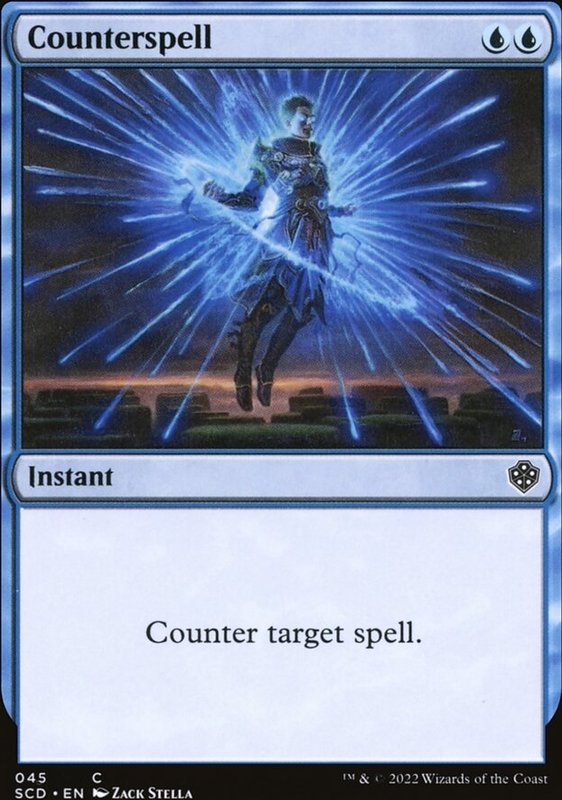 Counterspell
Instant
Counter target spell.
045 C
SCD • EN ZACK STELLA
™ & © 2022 Wizards of the Coast